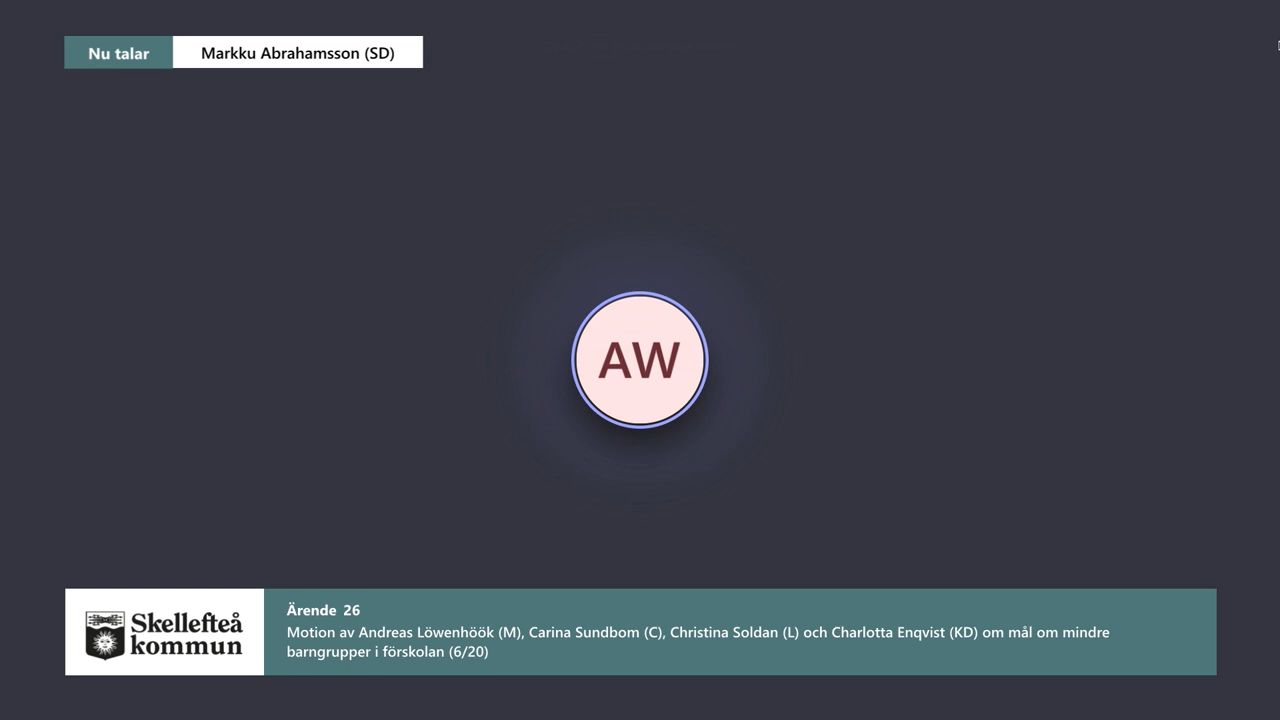 Nu talar Markku Abrahamsson (SD)
AW
Skellefteå
kommun
Ärende 26
Motion av Andreas Löwenhöök (M), Carina Sundbom (C), Christina Soldan (L) och Charlotta Enqvist (KD) om mål om mindre
barngrupper i förskolan (6/20)